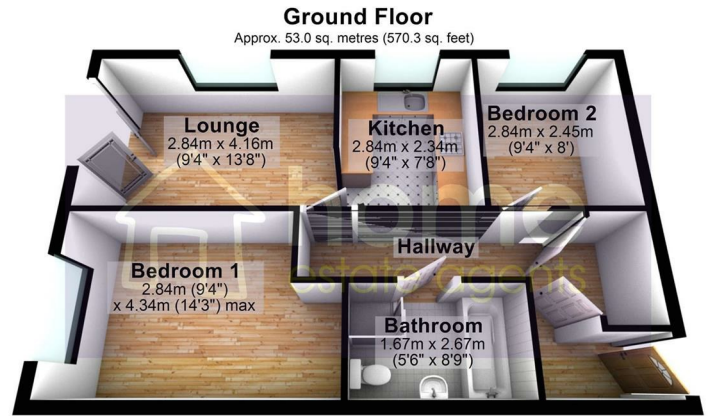 Ground Floor
Approx. 53.0 sq. metres (570.3 sq. feet)
Lounge
2.84m x 4.16m
(9'4" x 13'8")
Kitchen
2.84m x 2.34m
(9'4" x 7'8")
Bedroom 2
2.84m x 2.45m
(9'4" x 8')
home
estate agents
Hallway
Bedroom 1
2.84m (9'4")
x 4.34m (14'3") max
Bathroom
1.67m x 2.67m
(5'6" x 8'9")